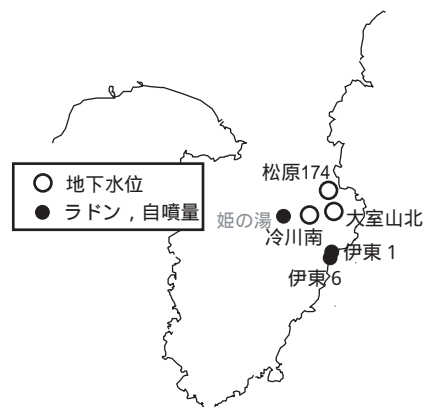 松原174
地下水位
ラドン，自噴量
姫の湯
大室山北
冷川南
伊東 1
伊東 6